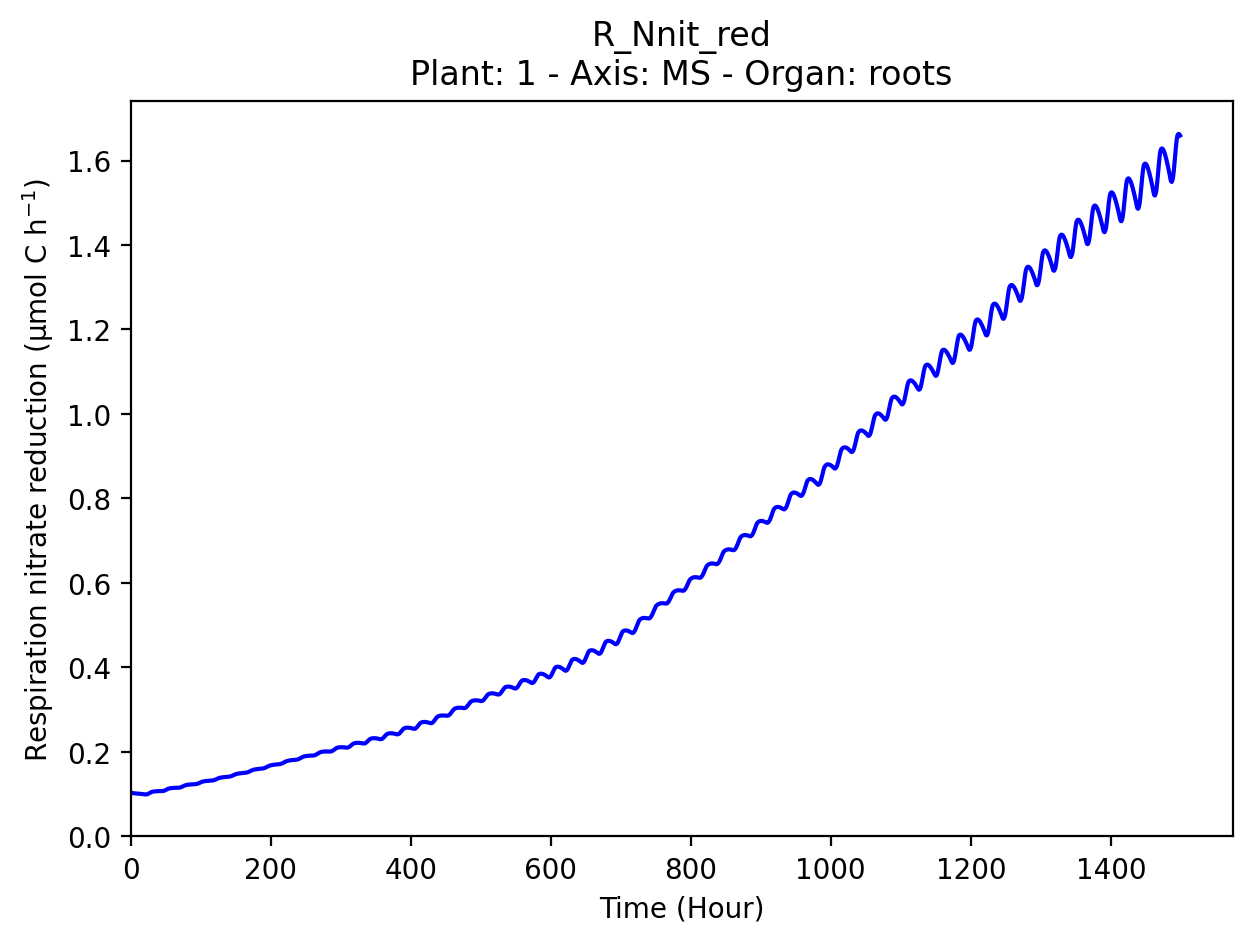 R_Nnit_red
Plant: 1 - Axis: MS - Organ: roots
Respiration nitrate reduction (µmol C h⁻¹)
1.6
1.4
1.2
1.0
0.8
0.6
0.4
0.2
0.0
0 200 400 600 800 1000 1200 1400
Time (Hour)